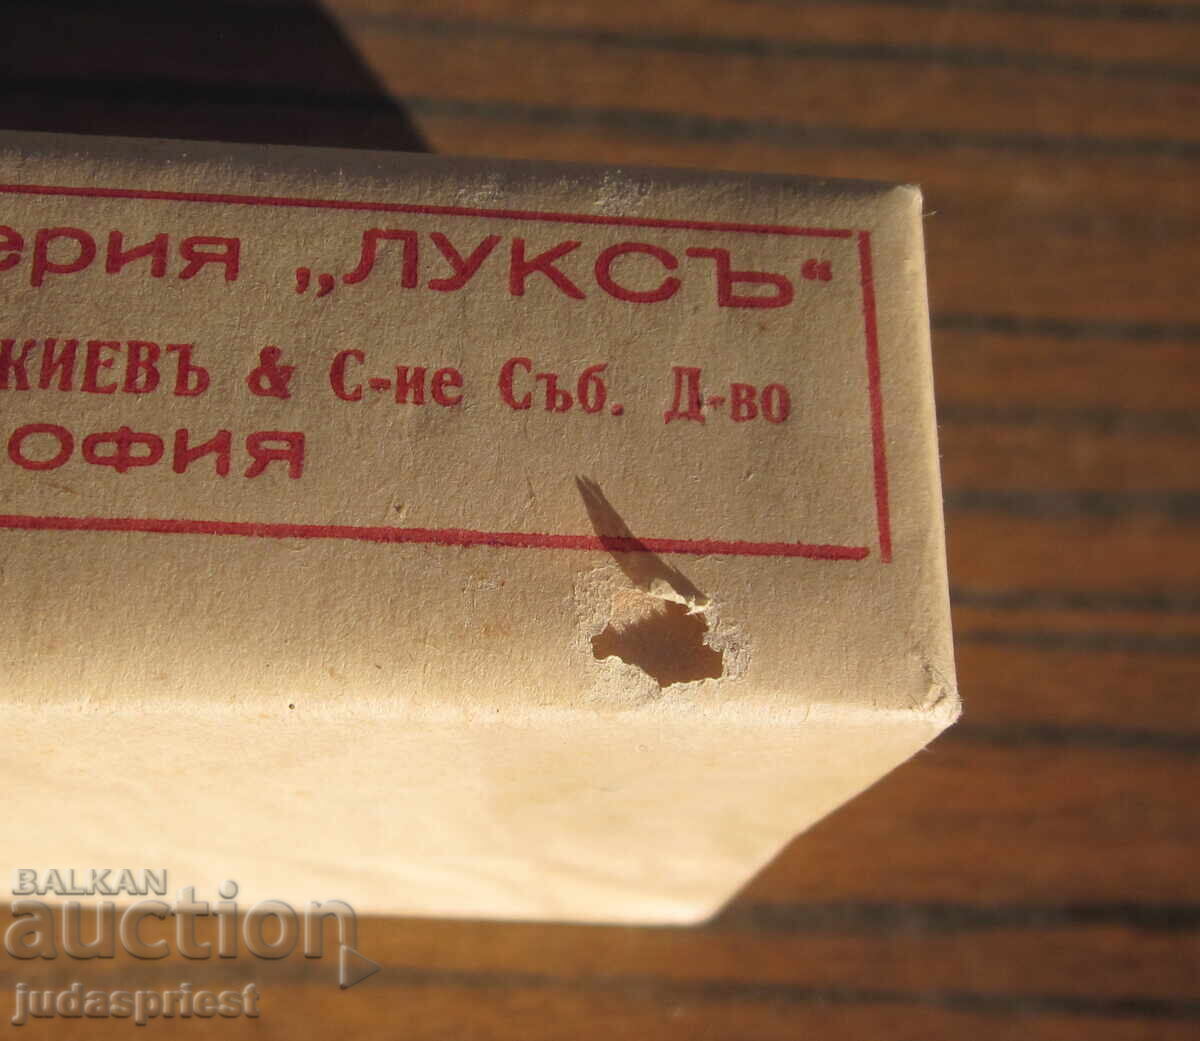 ерия „ЛУКСЪ“
КИЕВЪ & С-ие Съб. Д-во
ОФИЯ
BALKAN
auction
judaspriest